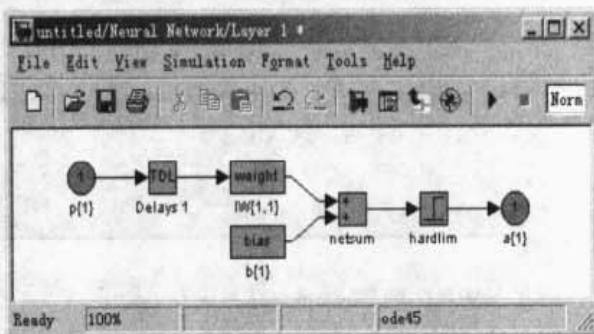 untitled/Neural Network/Layer 1 *
File Edit View Simulation Format Tools Help
Norm
1 TDL weight
p{1} Delays 1 IW{1,1}
+
+
1
netsum hardlim a{1}
bias
b{1}
Ready 100% ode45